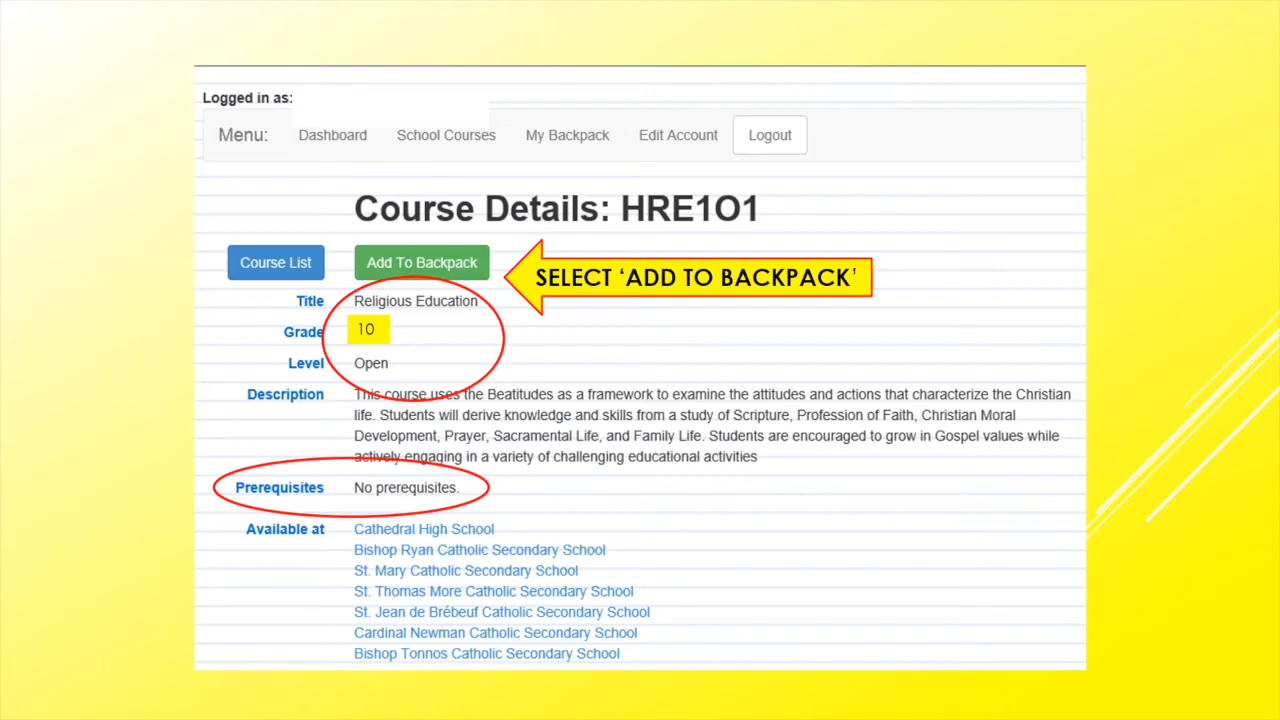 Logged in as:
Menu: Dashboard School Courses My Backpack Edit Account Logout
Course Details: HRE1O1
Course List Add To Backpack
SELECT ‘ADD TO BACKPACK’
Title Religious Education
Grade 10
Level Open
Description This course uses the Beatitudes as a framework to examine the attitudes and actions that characterize the Christian
life. Students will derive knowledge and skills from a study of Scripture, Profession of Faith, Christian Moral
Development, Prayer, Sacramental Life, and Family Life. Students are encouraged to grow in Gospel values while
actively engaging in a variety of challenging educational activities
Prerequisites No prerequisites.
Available at Cathedral High School
Bishop Ryan Catholic Secondary School
St. Mary Catholic Secondary School
St. Thomas More Catholic Secondary School
St. Jean de Brébeuf Catholic Secondary School
Cardinal Newman Catholic Secondary School
Bishop Tonnos Catholic Secondary School